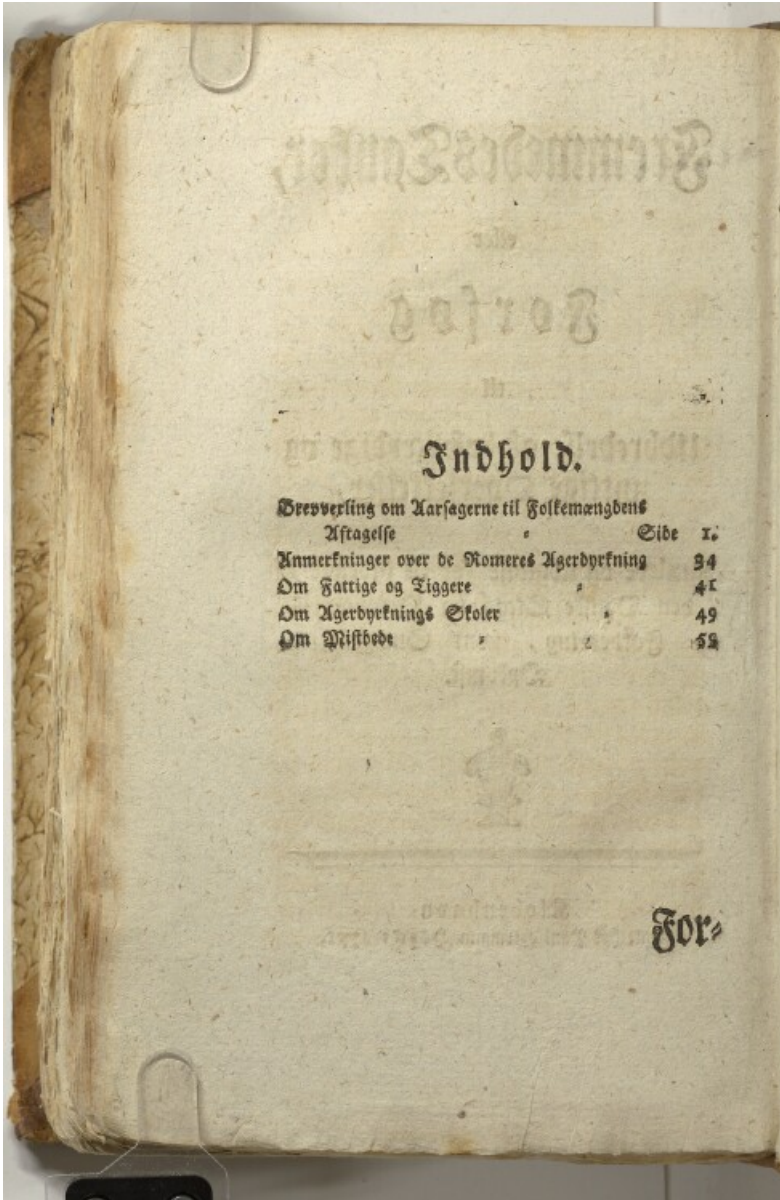 Indhold.
Brevvexling om Aarsagerne til Folkemængdens
Aftagelse = Side 1.
Anmerkninger over de Romeres Agerdyrkning 34
Om Fattige og Tiggere = 41
Om Agerdyrknings Skoler = 49
Om Mistbede = = 55
For=